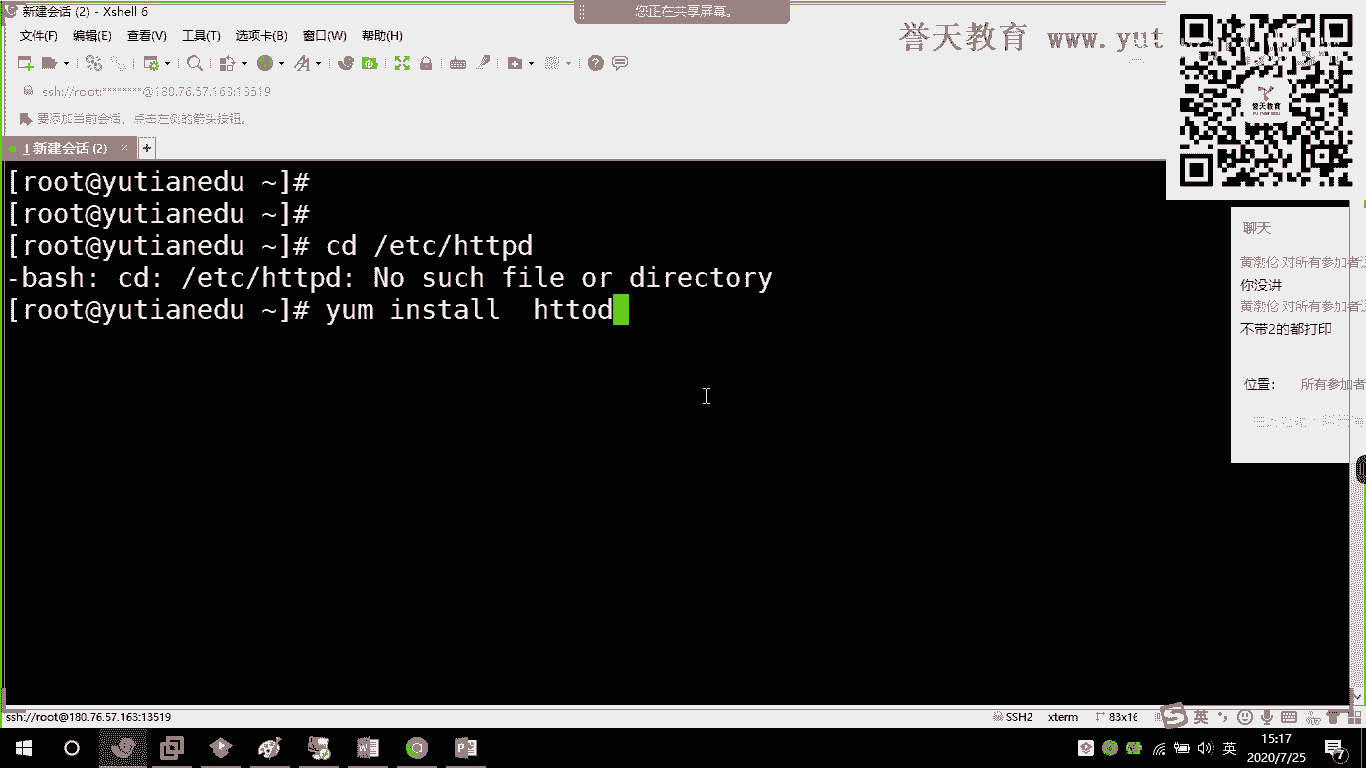 新建会话 (2) - Xshell 6
您正在共享屏幕。
文件(F) 编辑(E) 查看(V) 工具(T) 选项卡(B) 窗口(W) 帮助(H)
誉天教育 www.yut
ssh://root:********@180.76.57.163:13519
要添加当前会话,点击左侧的箭头按钮。
1 新建会话 (2) × +
誉天教育
[root@yutianedu ~]#
[root@yutianedu ~]#
[root@yutianedu ~]# cd /etc/httpd
-bash: cd: /etc/httpd: No such file or directory
[root@yutianedu ~]# yum install  httod
聊天
黄渤伦 对所有参加者
你没讲
黄渤伦 对所有参加者
不带2的都打印
位置: 所有参加者
ssh://root@180.76.57.163:13519
SSH2 xterm 83x16
英
英
15:17
2020/7/25
7